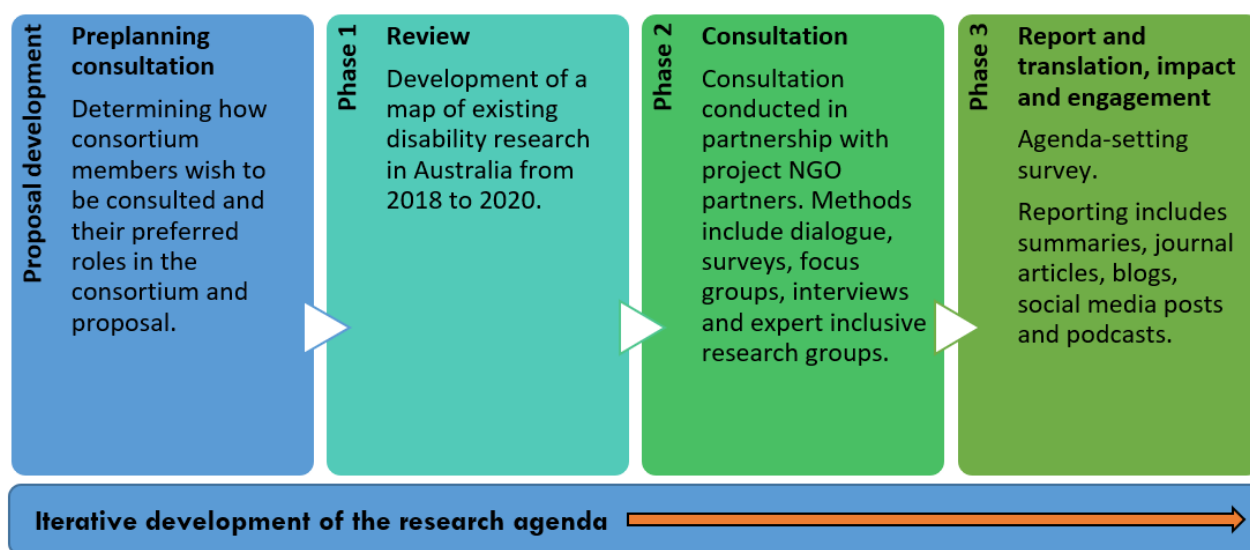 Proposal development
Preplanning
consultation
Determining how
consortium
members wish to
be consulted and
their preferred
roles in the
consortium and
proposal.
Phase 1
Review
Development of a
map of existing
disability research
in Australia from
2018 to 2020.
Phase 2
Consultation
Consultation
conducted in
partnership with
project NGO
partners. Methods
include dialogue,
surveys, focus
groups, interviews
and expert inclusive
research groups.
Phase 3
Report and
translation, impact
and engagement
Agenda-setting
survey.
Reporting includes
summaries, journal
articles, blogs,
social media posts
and podcasts.
Iterative development of the research agenda